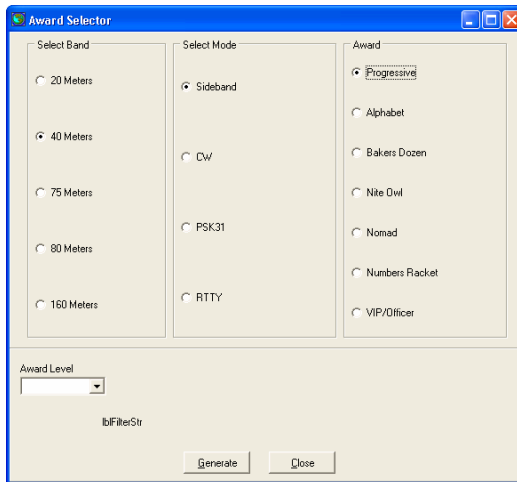 Award Selector
Select Band
20 Meters
40 Meters
75 Meters
80 Meters
160 Meters
Select Mode
Sideband
CW
PSK31
RTTY
Award
Progressive
Alphabet
Bakers Dozen
Nite Owl
Nomad
Numbers Racket
VIP/Officer
Award Level
lblFilterStr
Generate
Close